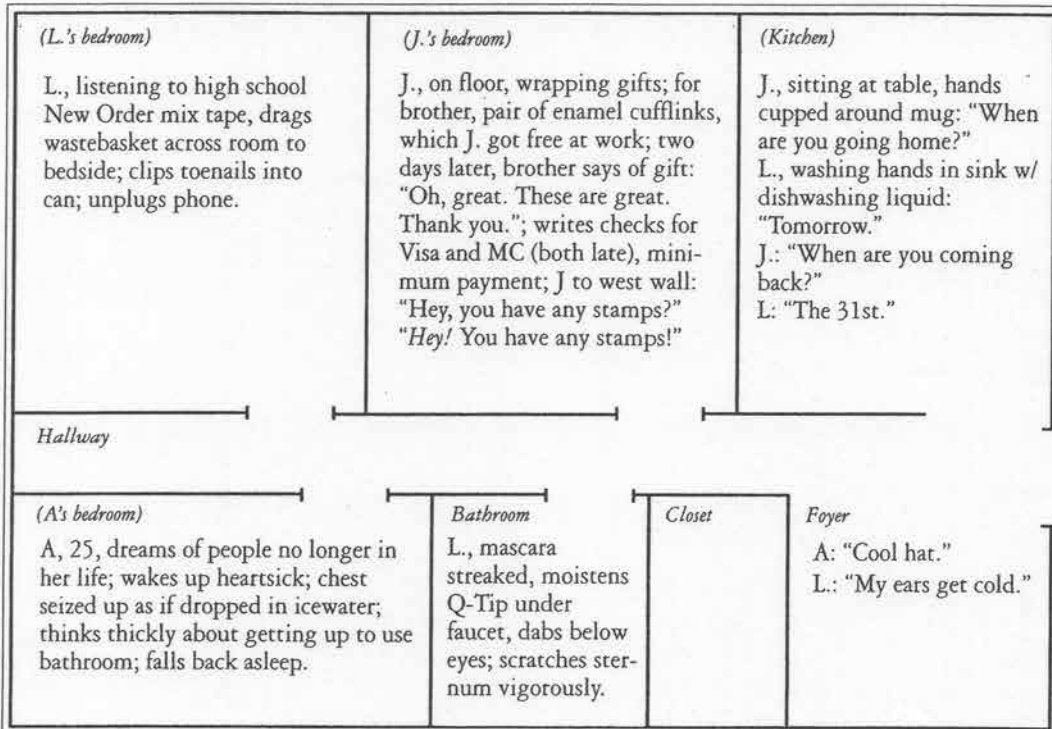 (L.'s bedroom)
L., listening to high school
New Order mix tape, drags
wastebasket across room to
bedside; clips toenails into
can; unplugs phone.
(J.'s bedroom)
J., on floor, wrapping gifts; for
brother, pair of enamel cufflinks,
which J. got free at work; two
days later, brother says of gift:
“Oh, great. These are great.
Thank you.”; writes checks for
Visa and MC (both late), mini-
mum payment; J to west wall:
“Hey, you have any stamps?”
“Hey! You have any stamps!”
(Kitchen)
J., sitting at table, hands
cupped around mug: “When
are you going home?”
L., washing hands in sink w/
dishwashing liquid:
“Tomorrow.”
J.: “When are you coming
back?”
L: “The 31st.”
Hallway
(A's bedroom)
A, 25, dreams of people no longer in
her life; wakes up heartsick; chest
seized up as if dropped in icewater;
thinks thickly about getting up to use
bathroom; falls back asleep.
Bathroom
L., mascara
streaked, moistens
Q-Tip under
faucet, dabs below
eyes; scratches ster-
num vigorously.
Closet
Foyer
A: “Cool hat.”
L.: “My ears get cold.”